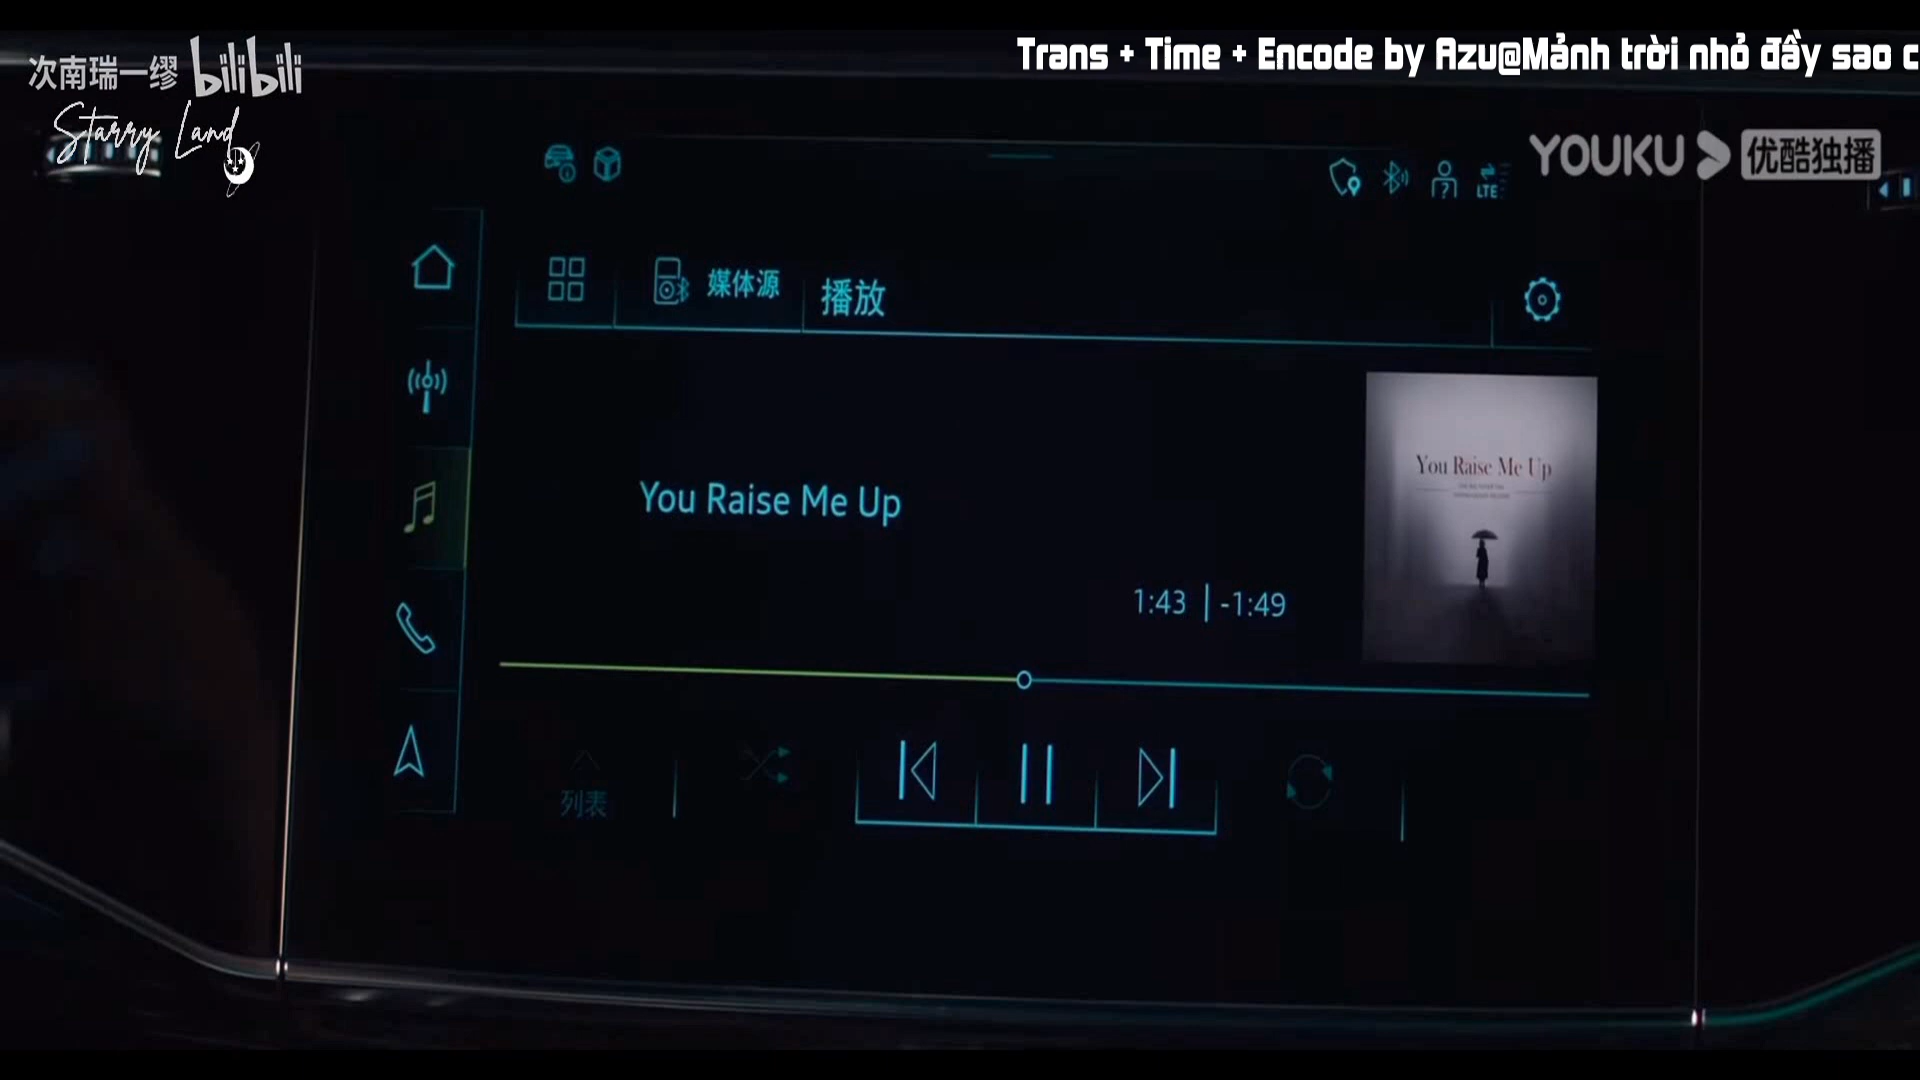 Trans + Time + Encode by Azu@Mảnh trời nhỏ đầy sao c
次南瑞一缪 bilibili
Starry Land
YOUKU 优酷独播
LTE
媒体源 播放
You Raise Me Up
You Raise Me Up
1:43 | -1:49
列表